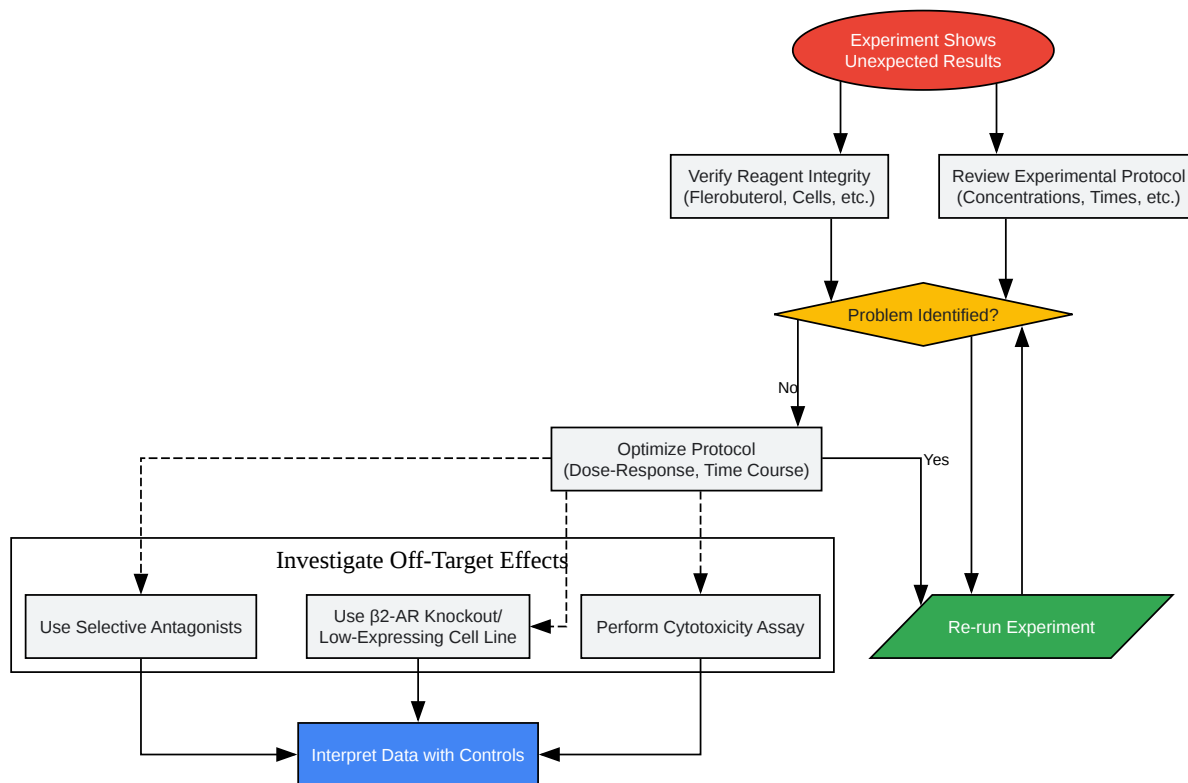 Experiment Shows
Unexpected Results
Verify Reagent Integrity
(Flerobuterol, Cells, etc.)
Review Experimental Protocol
(Concentrations, Times, etc.)
Problem Identified?
No
Optimize Protocol
(Dose-Response, Time Course)
Yes
Investigate Off-Target Effects
Use Selective Antagonists
Use β2-AR Knockout/
Low-Expressing Cell Line
Perform Cytotoxicity Assay
Re-run Experiment
Interpret Data with Controls